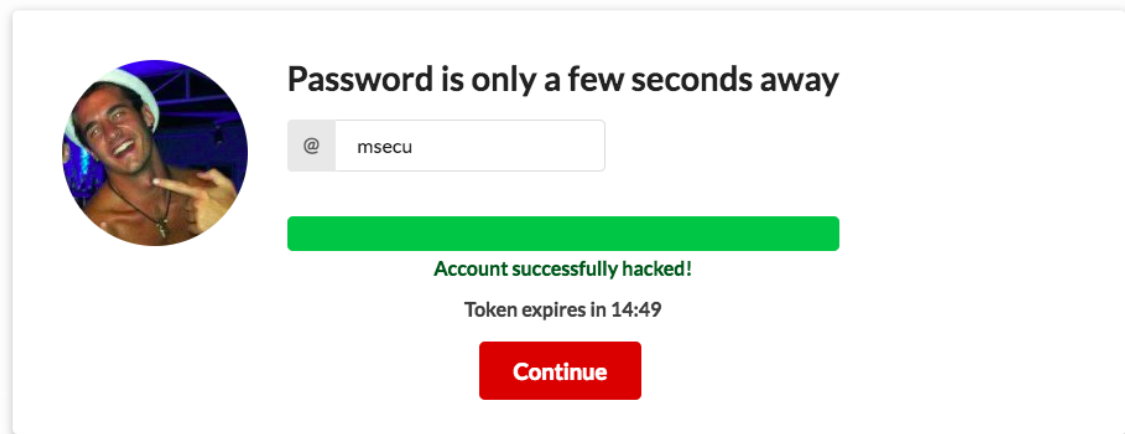 Password is only a few seconds away
@ msecu
Account successfully hacked!
Token expires in 14:49
Continue